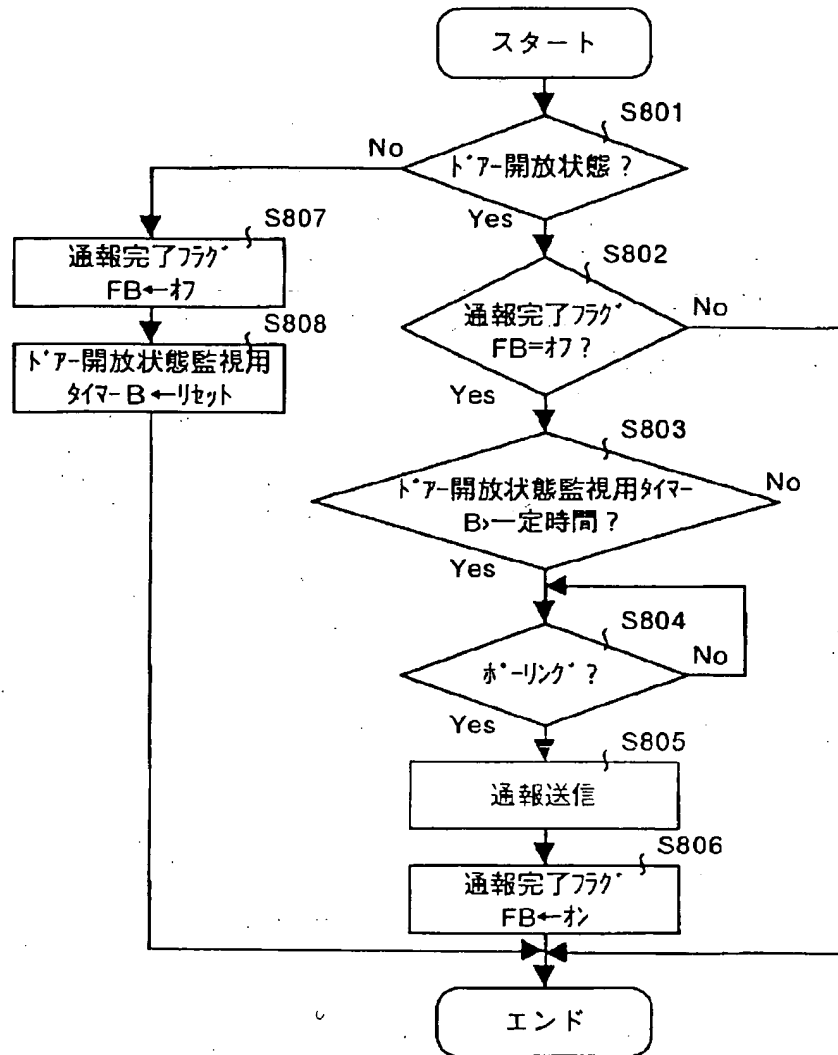 スタート
S801
ﾄﾞｱｰ開放状態？
No
Yes
S807
通報完了ﾌﾗｸﾞ
FB←ｵﾌ
S802
通報完了ﾌﾗｸﾞ
FB=ｵﾌ？
No
Yes
S808
ﾄﾞｱｰ開放状態監視用
ﾀｲﾏｰB←ﾘｾｯﾄ
S803
ﾄﾞｱｰ開放状態監視用ﾀｲﾏｰ
B>一定時間？
No
Yes
S804
ﾎﾟｰﾘﾝｸﾞ？
No
Yes
S805
通報送信
S806
通報完了ﾌﾗｸﾞ
FB←ｵﾝ
エンド